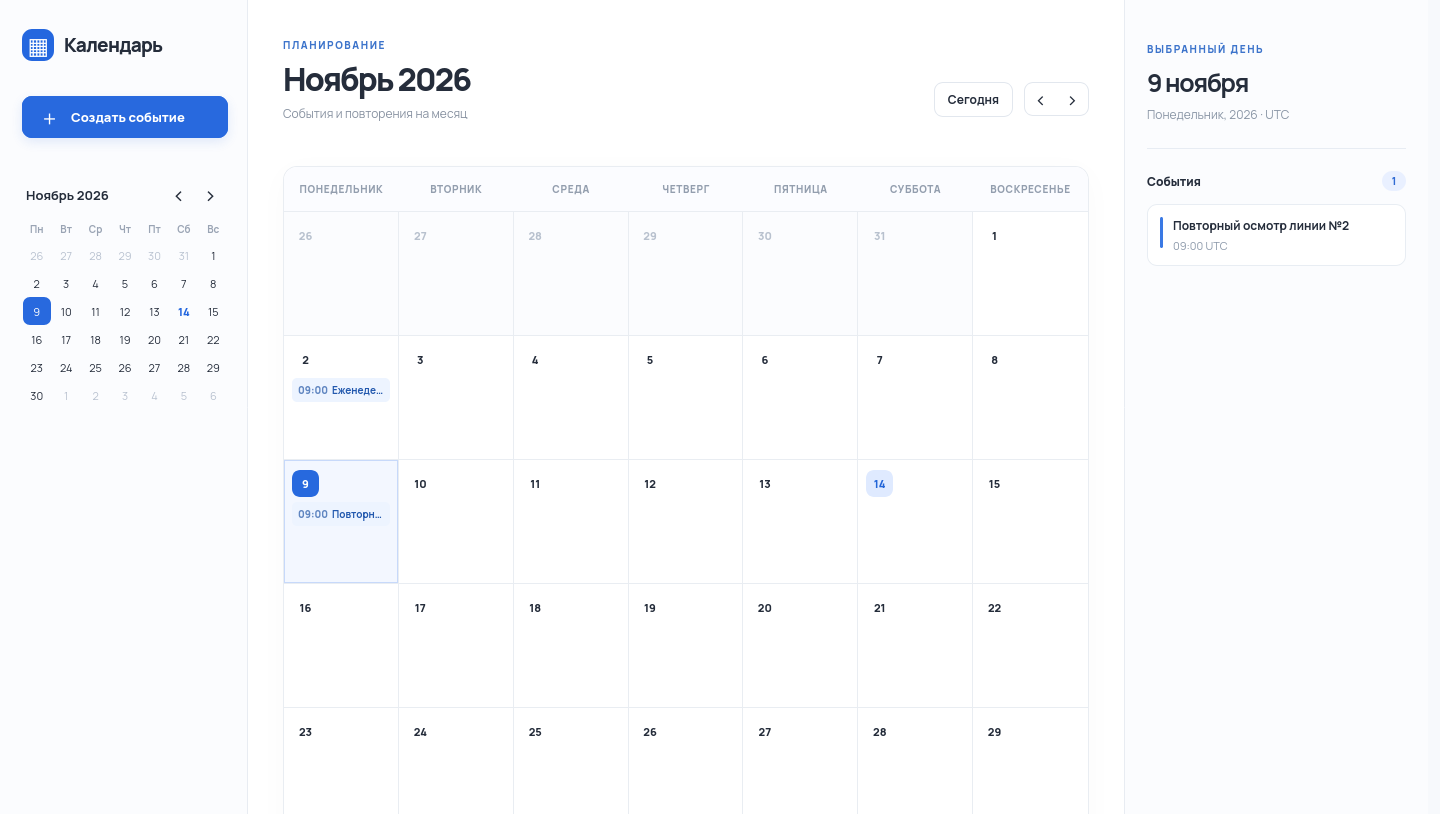 Календарь
Создать событие
Ноябрь 2026
Пн Вт Ср Чт Пт Сб Вс
26 27 28 29 30 31 1
2 3 4 5 6 7 8
9 10 11 12 13 14 15
16 17 18 19 20 21 22
23 24 25 26 27 28 29
30 1 2 3 4 5 6
ПЛАНИРОВАНИЕ
Ноябрь 2026
События и повторения на месяц
Сегодня
ПОНЕДЕЛЬНИК ВТОРНИК СРЕДА ЧЕТВЕРГ ПЯТНИЦА СУББОТА ВОСКРЕСЕНЬЕ
26 27 28 29 30 31 1
2 3 4 5 6 7 8
09:00 Еженеде...
9 10 11 12 13 14 15
09:00 Повторн...
16 17 18 19 20 21 22
23 24 25 26 27 28 29
ВЫБРАННЫЙ ДЕНЬ
9 ноября
Понедельник, 2026 · UTC
События 1
Повторный осмотр линии №2
09:00 UTC